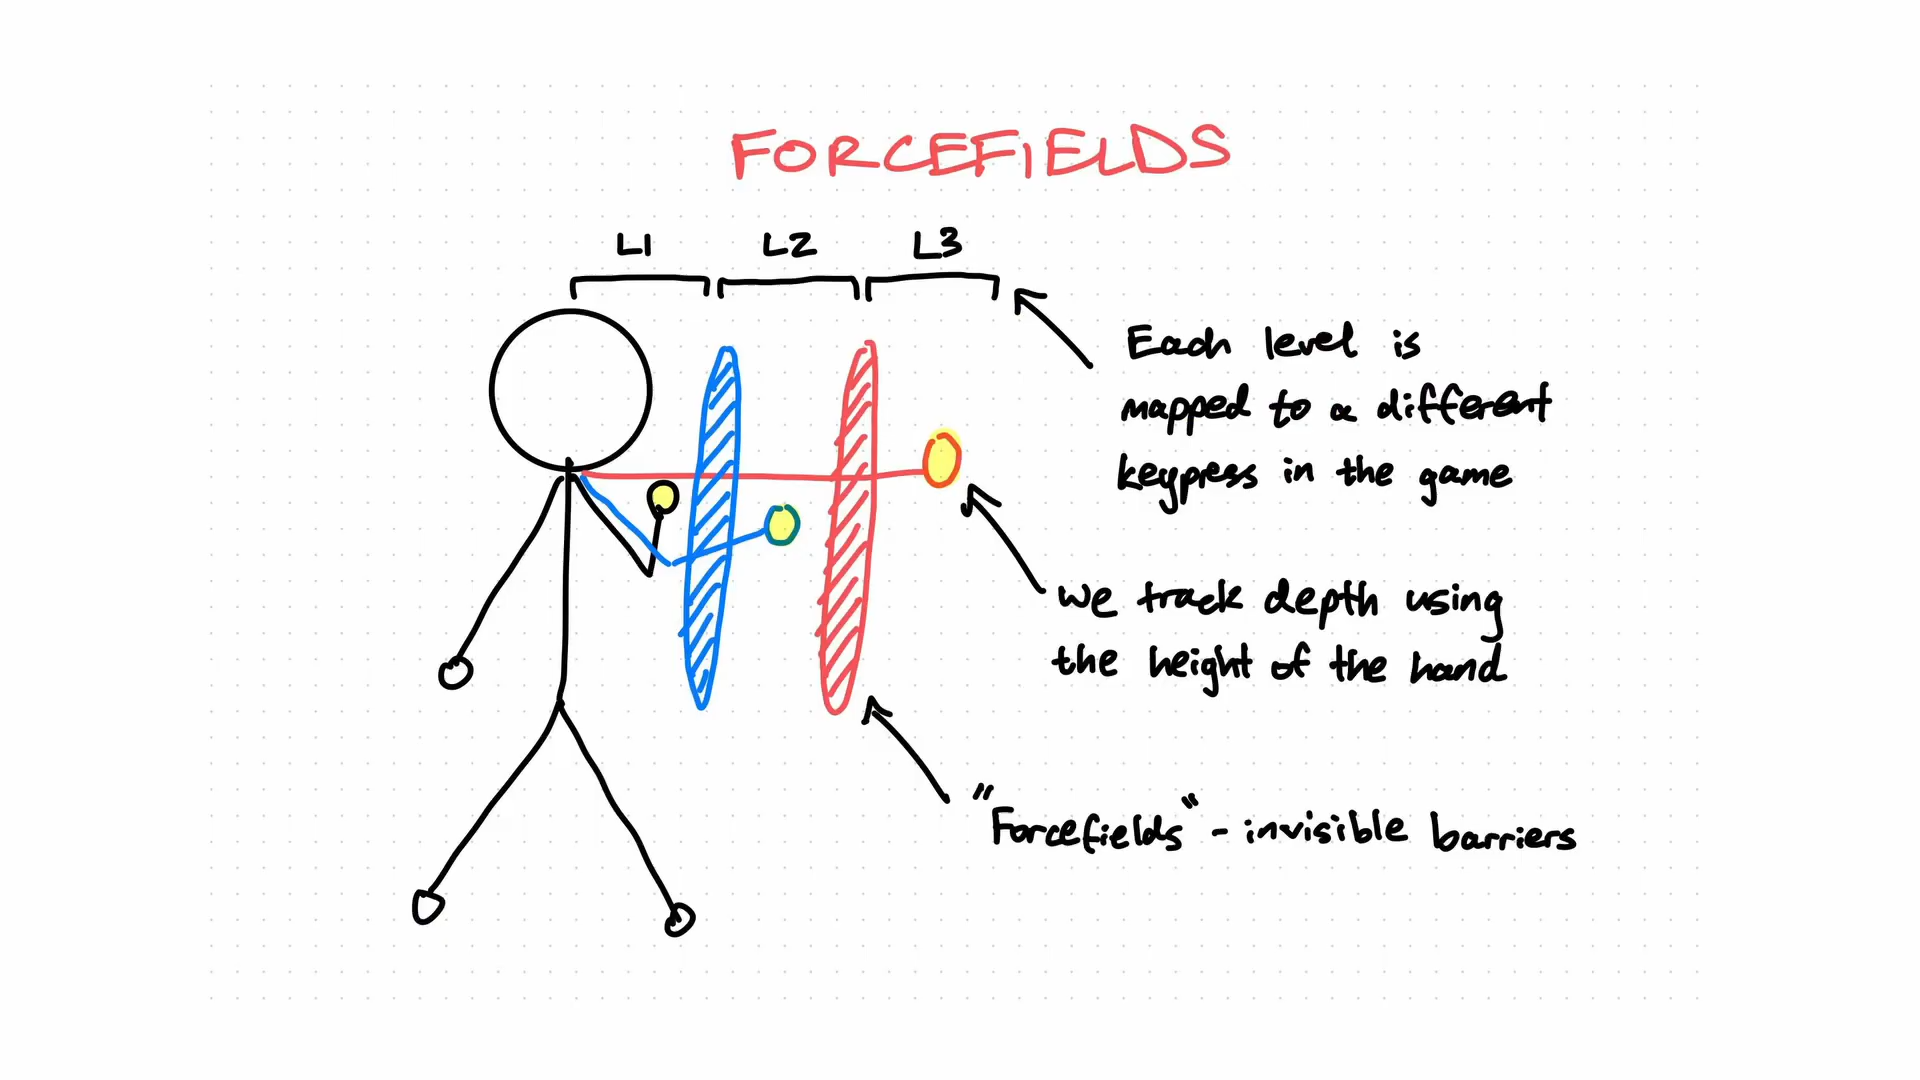 FORCEFIELDS
L1 L2 L3
Each level is
mapped to a different
keypress in the game
We track depth using
the height of the hand
"Forcefields" - invisible barriers